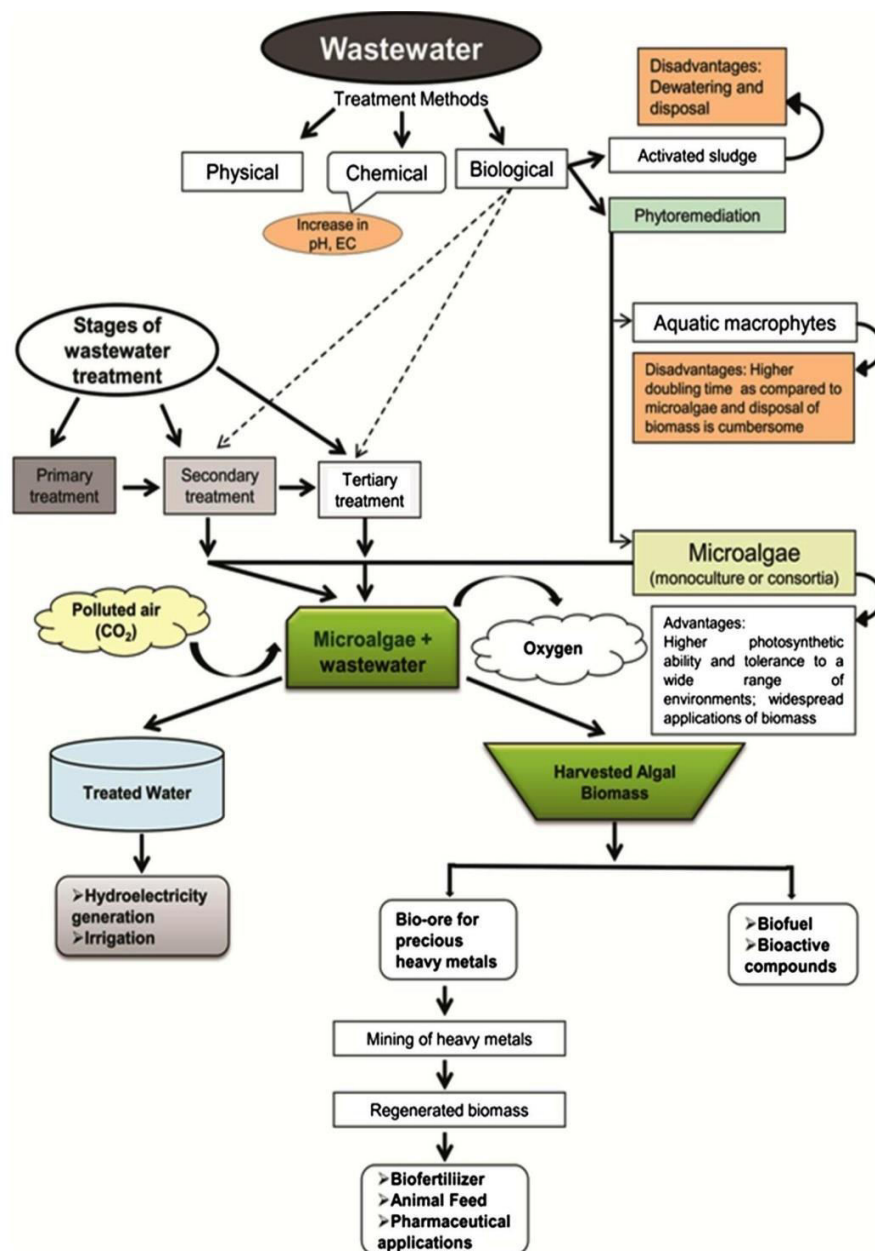 Wastewater
Treatment Methods
Physical
Chemical
Biological
Increase in
pH, EC
Disadvantages:
Dewatering and
disposal
Activated sludge
Phytoremediation
Aquatic macrophytes
Disadvantages: Higher
doubling time as compared to
microalgae and disposal of
biomass is cumbersome
Stages of
wastewater
treatment
Primary
treatment
Secondary
treatment
Tertiary
treatment
Microalgae
(monoculture or consortia)
Advantages:
Higher photosynthetic
ability and tolerance to a
wide range of
environments; widespread
applications of biomass
Polluted air
(CO₂)
Microalgae +
wastewater
Oxygen
Treated Water
Harvested Algal
Biomass
➢Hydroelectricity
generation
➢Irrigation
Bio-ore for
precious
heavy metals
➢Biofuel
➢Bioactive
compounds
Mining of heavy metals
Regenerated biomass
➢Biofertiliizer
➢Animal Feed
➢Pharmaceutical
applications